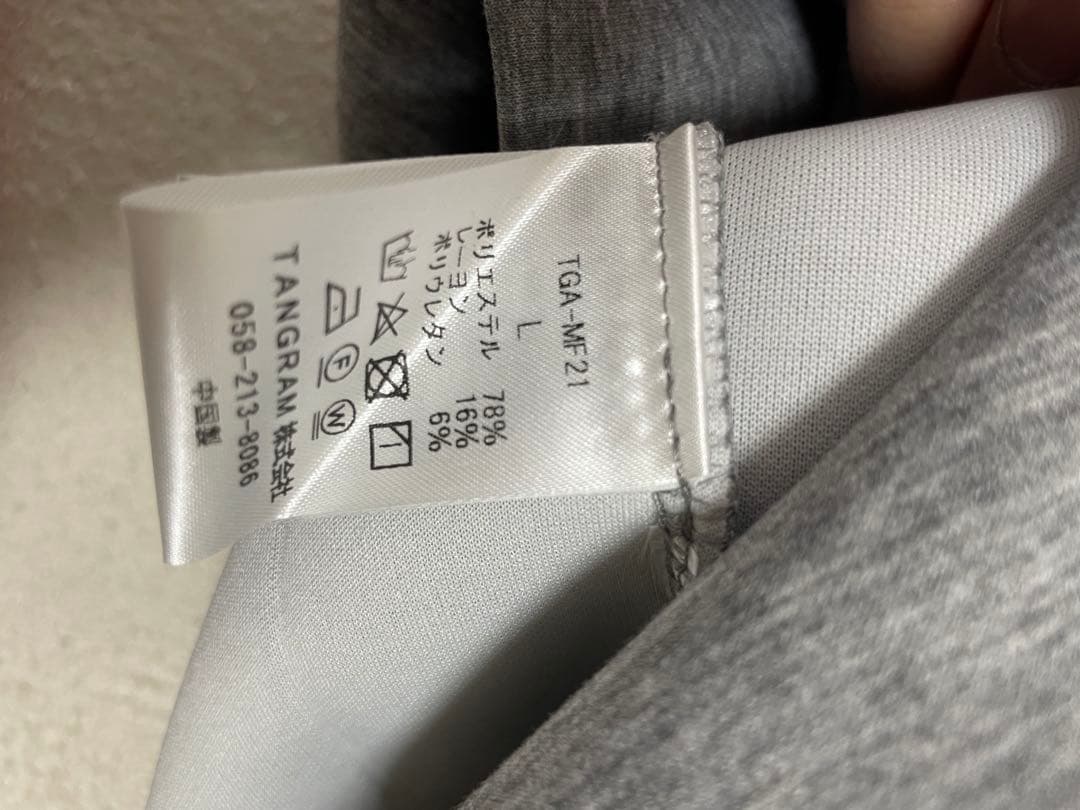 TGA-MF21
L
ポリエステル 78%
レーヨン 16%
ポリウレタン 6%
F
W
TANGRAM 株式会社
058-213-8086
中国製